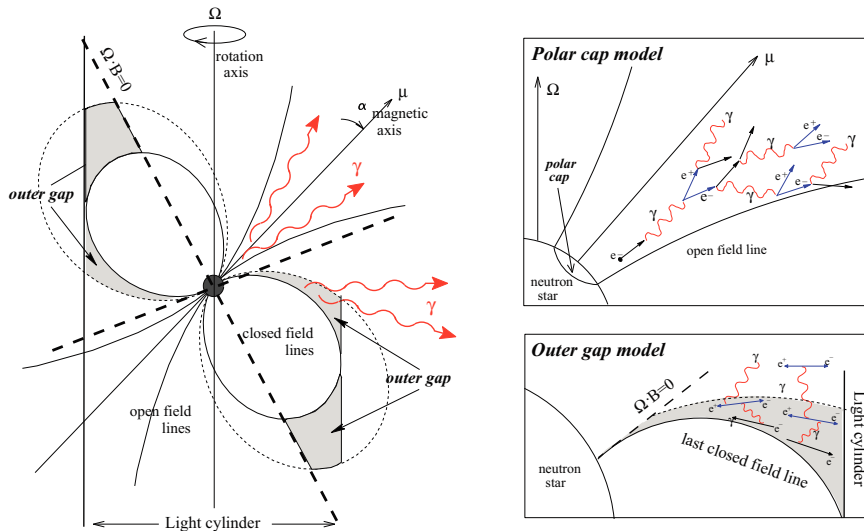 Ω
rotation
axis
Ω·B=0
α
μ
magnetic
axis
γ
γ
outer gap
closed field
lines
outer gap
open field
lines
Light cylinder
Polar cap model
Ω
μ
polar
cap
γ
γ
γ
e+
e−
e+
e−
e+
e−
γ
γ
e−
open field line
neutron
star
Outer gap model
Ω·B=0
γ
e+
e−
γ
e+
e−
e+
e−
γ
γ
e−
e−
last closed field line
neutron
star
Light cylinder